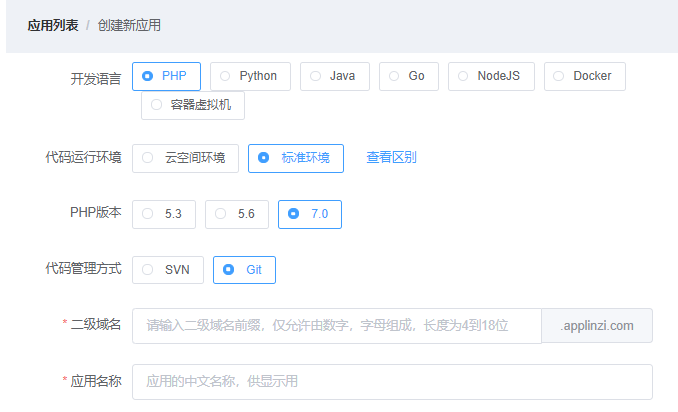 应用列表 / 创建新应用
开发语言 PHP Python Java Go NodeJS Docker
容器虚拟机
代码运行环境 云空间环境 标准环境 查看区别
PHP版本 5.3 5.6 7.0
代码管理方式 SVN Git
* 二级域名 请输入二级域名前缀，仅允许由数字，字母组成，长度为4到18位 .applinzi.com
* 应用名称 应用的中文名称，供显示用